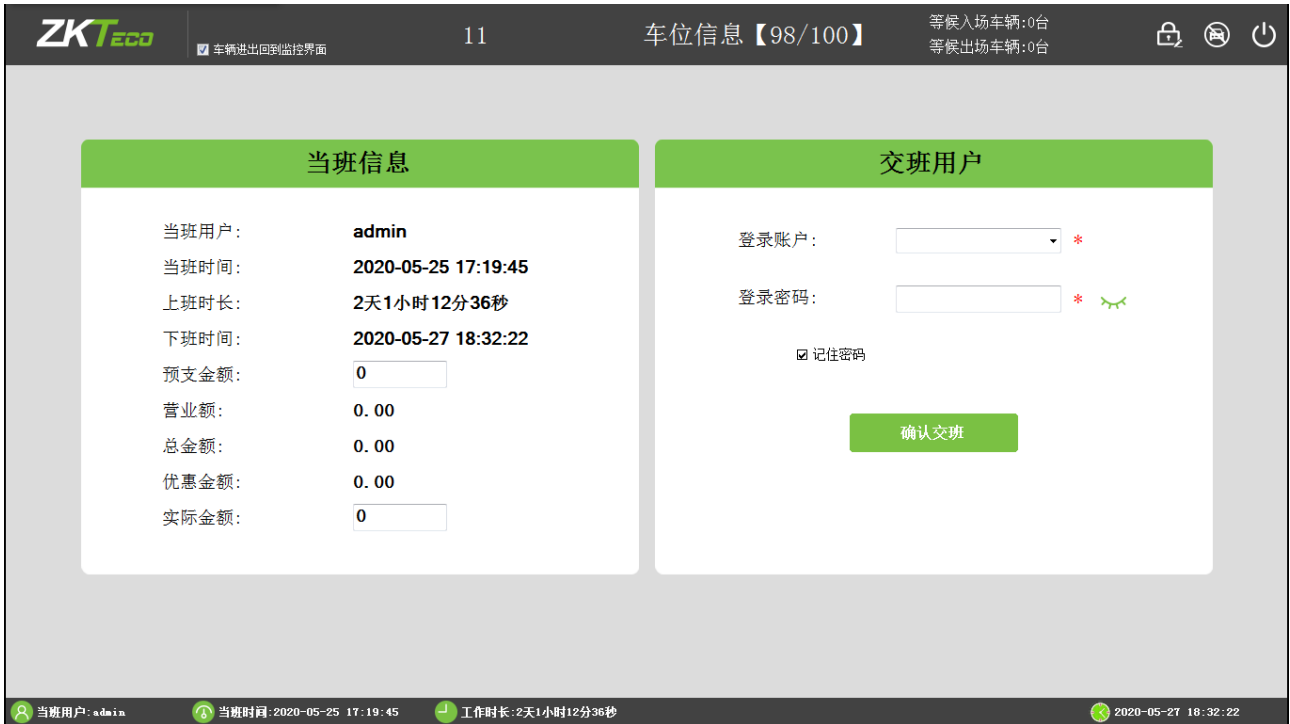 ZKTECO
车辆进出回到监控界面
11
车位信息【98/100】
等候入场车辆:0台
等候出场车辆:0台
当班信息
当班用户: admin
当班时间: 2020-05-25 17:19:45
上班时长: 2天1小时12分36秒
下班时间: 2020-05-27 18:32:22
预支金额: 0
营业额: 0.00
总金额: 0.00
优惠金额: 0.00
实际金额: 0
交班用户
登录账户: *
登录密码: *
记住密码
确认交班
当班用户:admin
当班时间:2020-05-25 17:19:45
工作时长:2天1小时12分36秒
2020-05-27 18:32:22